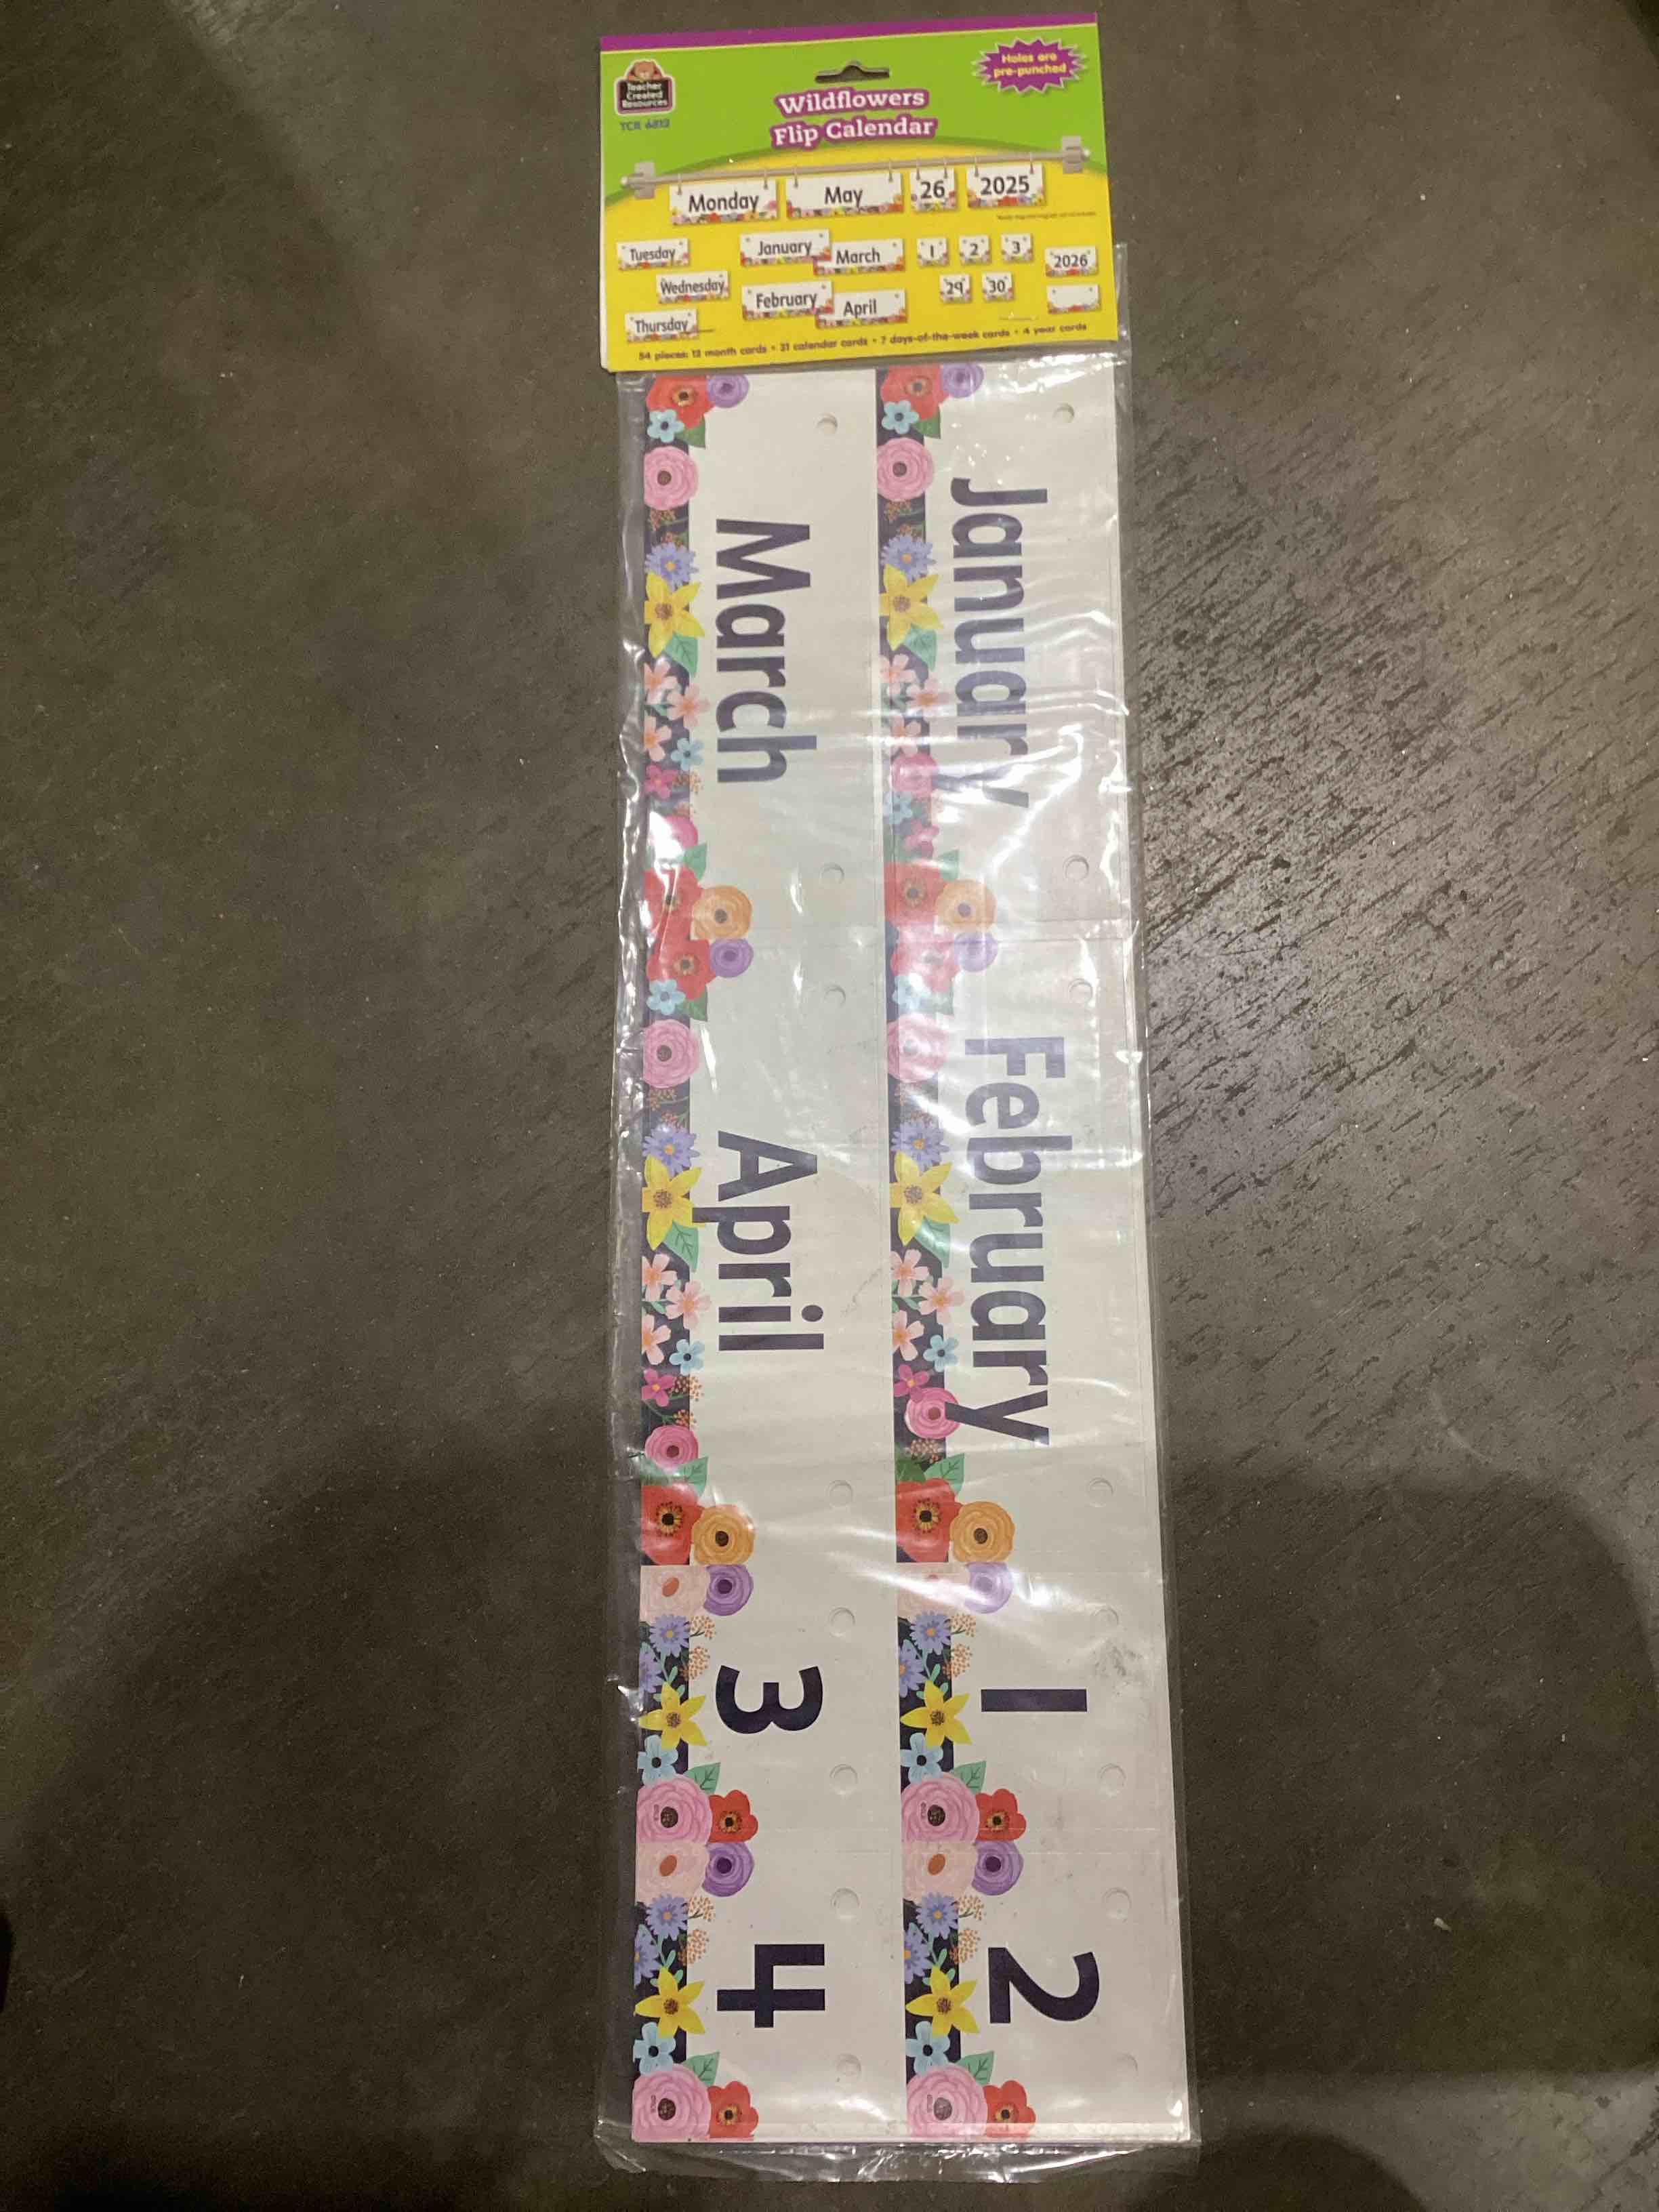 Teacher
Created
Resources
TCR 6813
Holes are
pre-punched
Wildflowers
Flip Calendar
Monday
May
26
2025
Tuesday
January
March
1
2
3
2026
Wednesday
February
April
29
30
Thursday
54 pieces: 12 month cards • 31 calendar cards • 7 days-of-the-week cards • 4 year cards
January
February
1
2
March
April
3
4